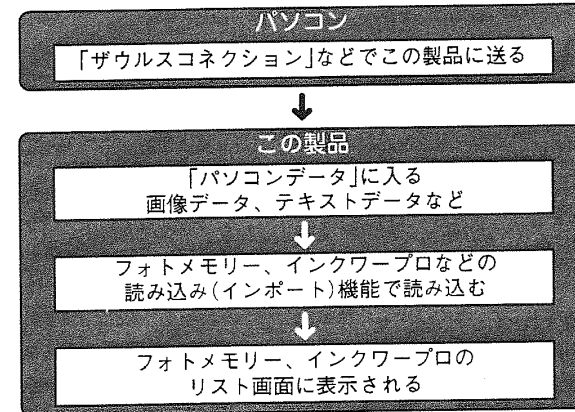 パソコン
「ザウルスコネクション」などでこの製品に送る
この製品
「パソコンデータ」に入る
画像データ、テキストデータなど
フォトメモリー、インクワープロなどの
読み込み(インポート)機能で読み込む
フォトメモリー、インクワープロの
リスト画面に表示される